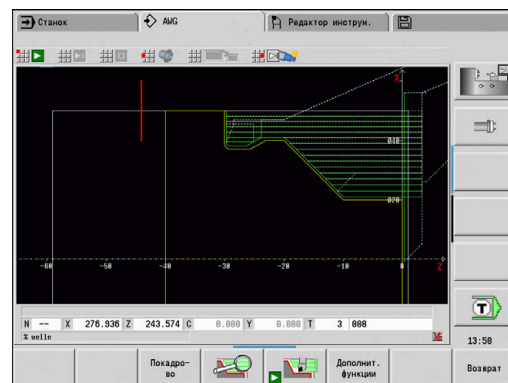 Станок
AWG
Редактор инструм.
X
Ø40
Ø20
-60 -50 -40 -30 -20 -10 0 Z
N -- X 276.936 Z 243.574 C 0.000 Y 0.000 T 3 000
% welle
13:50
Покадро-
во
Дополнит.
функции
Возврат
T